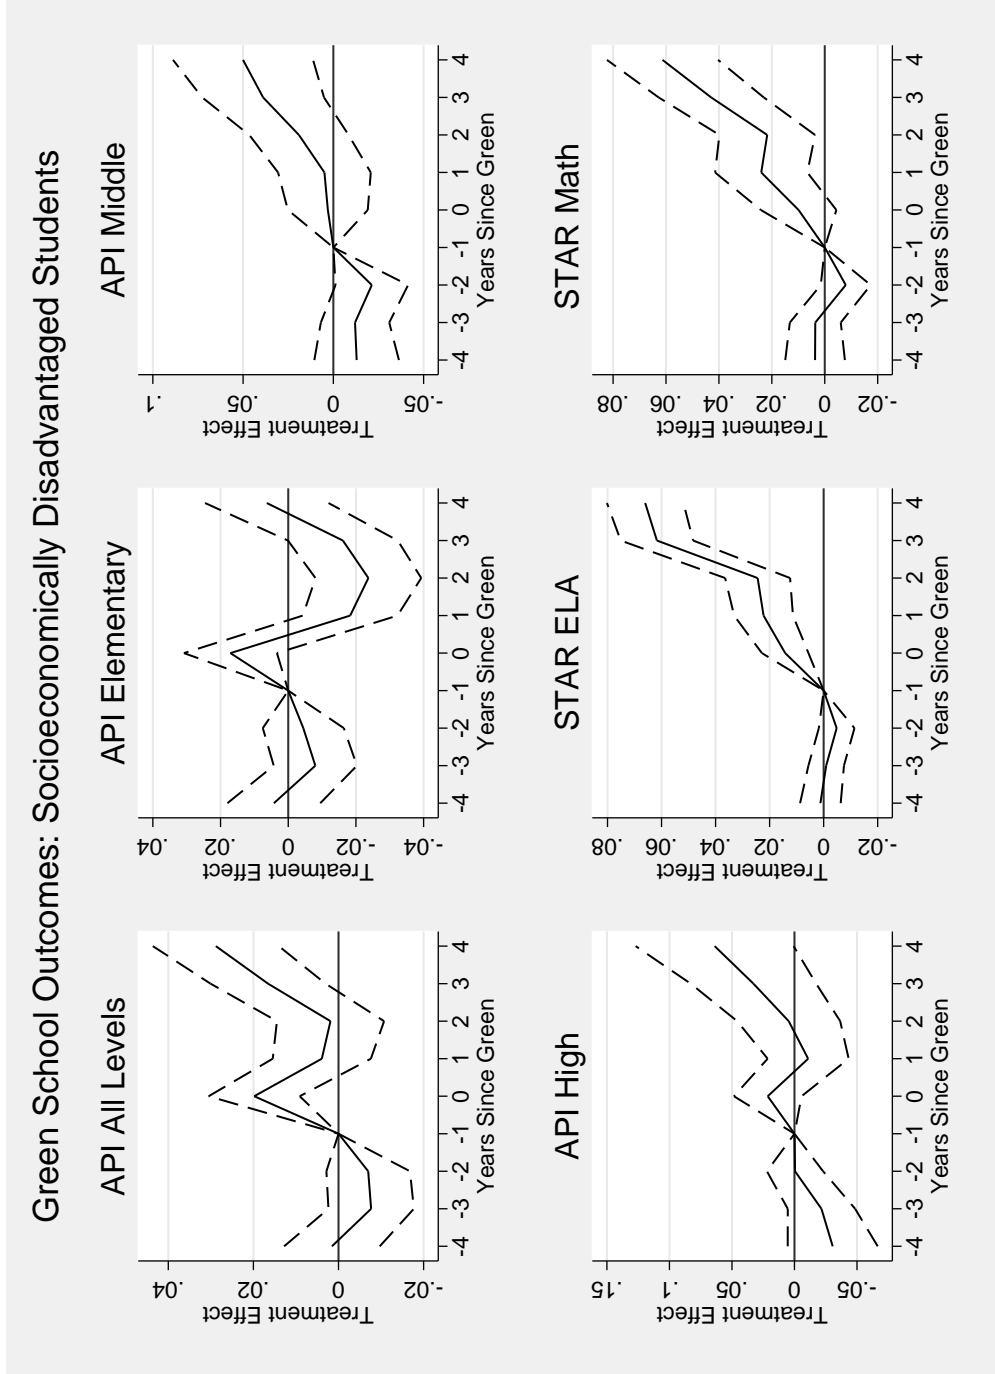 Green School Outcomes: Socioeconomically Disadvantaged Students
API All Levels
Treatment Effect
.04
.02
0
-.02
-4 -3 -2 -1 0 1 2 3 4
Years Since Green
API Elementary
Treatment Effect
.04
.02
0
-.02
-.04
-4 -3 -2 -1 0 1 2 3 4
Years Since Green
API Middle
Treatment Effect
.1
.05
0
-.05
-4 -3 -2 -1 0 1 2 3 4
Years Since Green
API High
Treatment Effect
.15
.1
.05
0
-.05
-4 -3 -2 -1 0 1 2 3 4
Years Since Green
STAR ELA
Treatment Effect
.08
.06
.04
.02
0
-.02
-4 -3 -2 -1 0 1 2 3 4
Years Since Green
STAR Math
Treatment Effect
.08
.06
.04
.02
0
-.02
-4 -3 -2 -1 0 1 2 3 4
Years Since Green